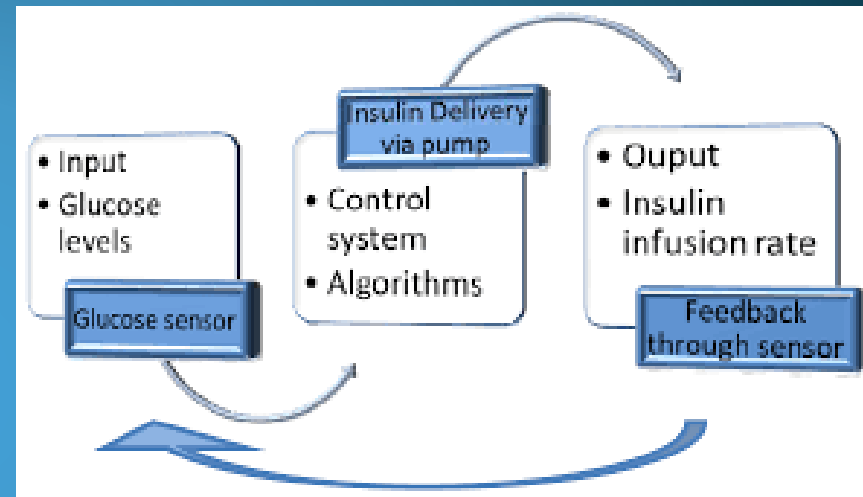 • Input
• Glucose
levels
Glucose sensor
Insulin Delivery
via pump
• Control
system
• Algorithms
• Ouput
• Insulin
infusion rate
Feedback
through sensor